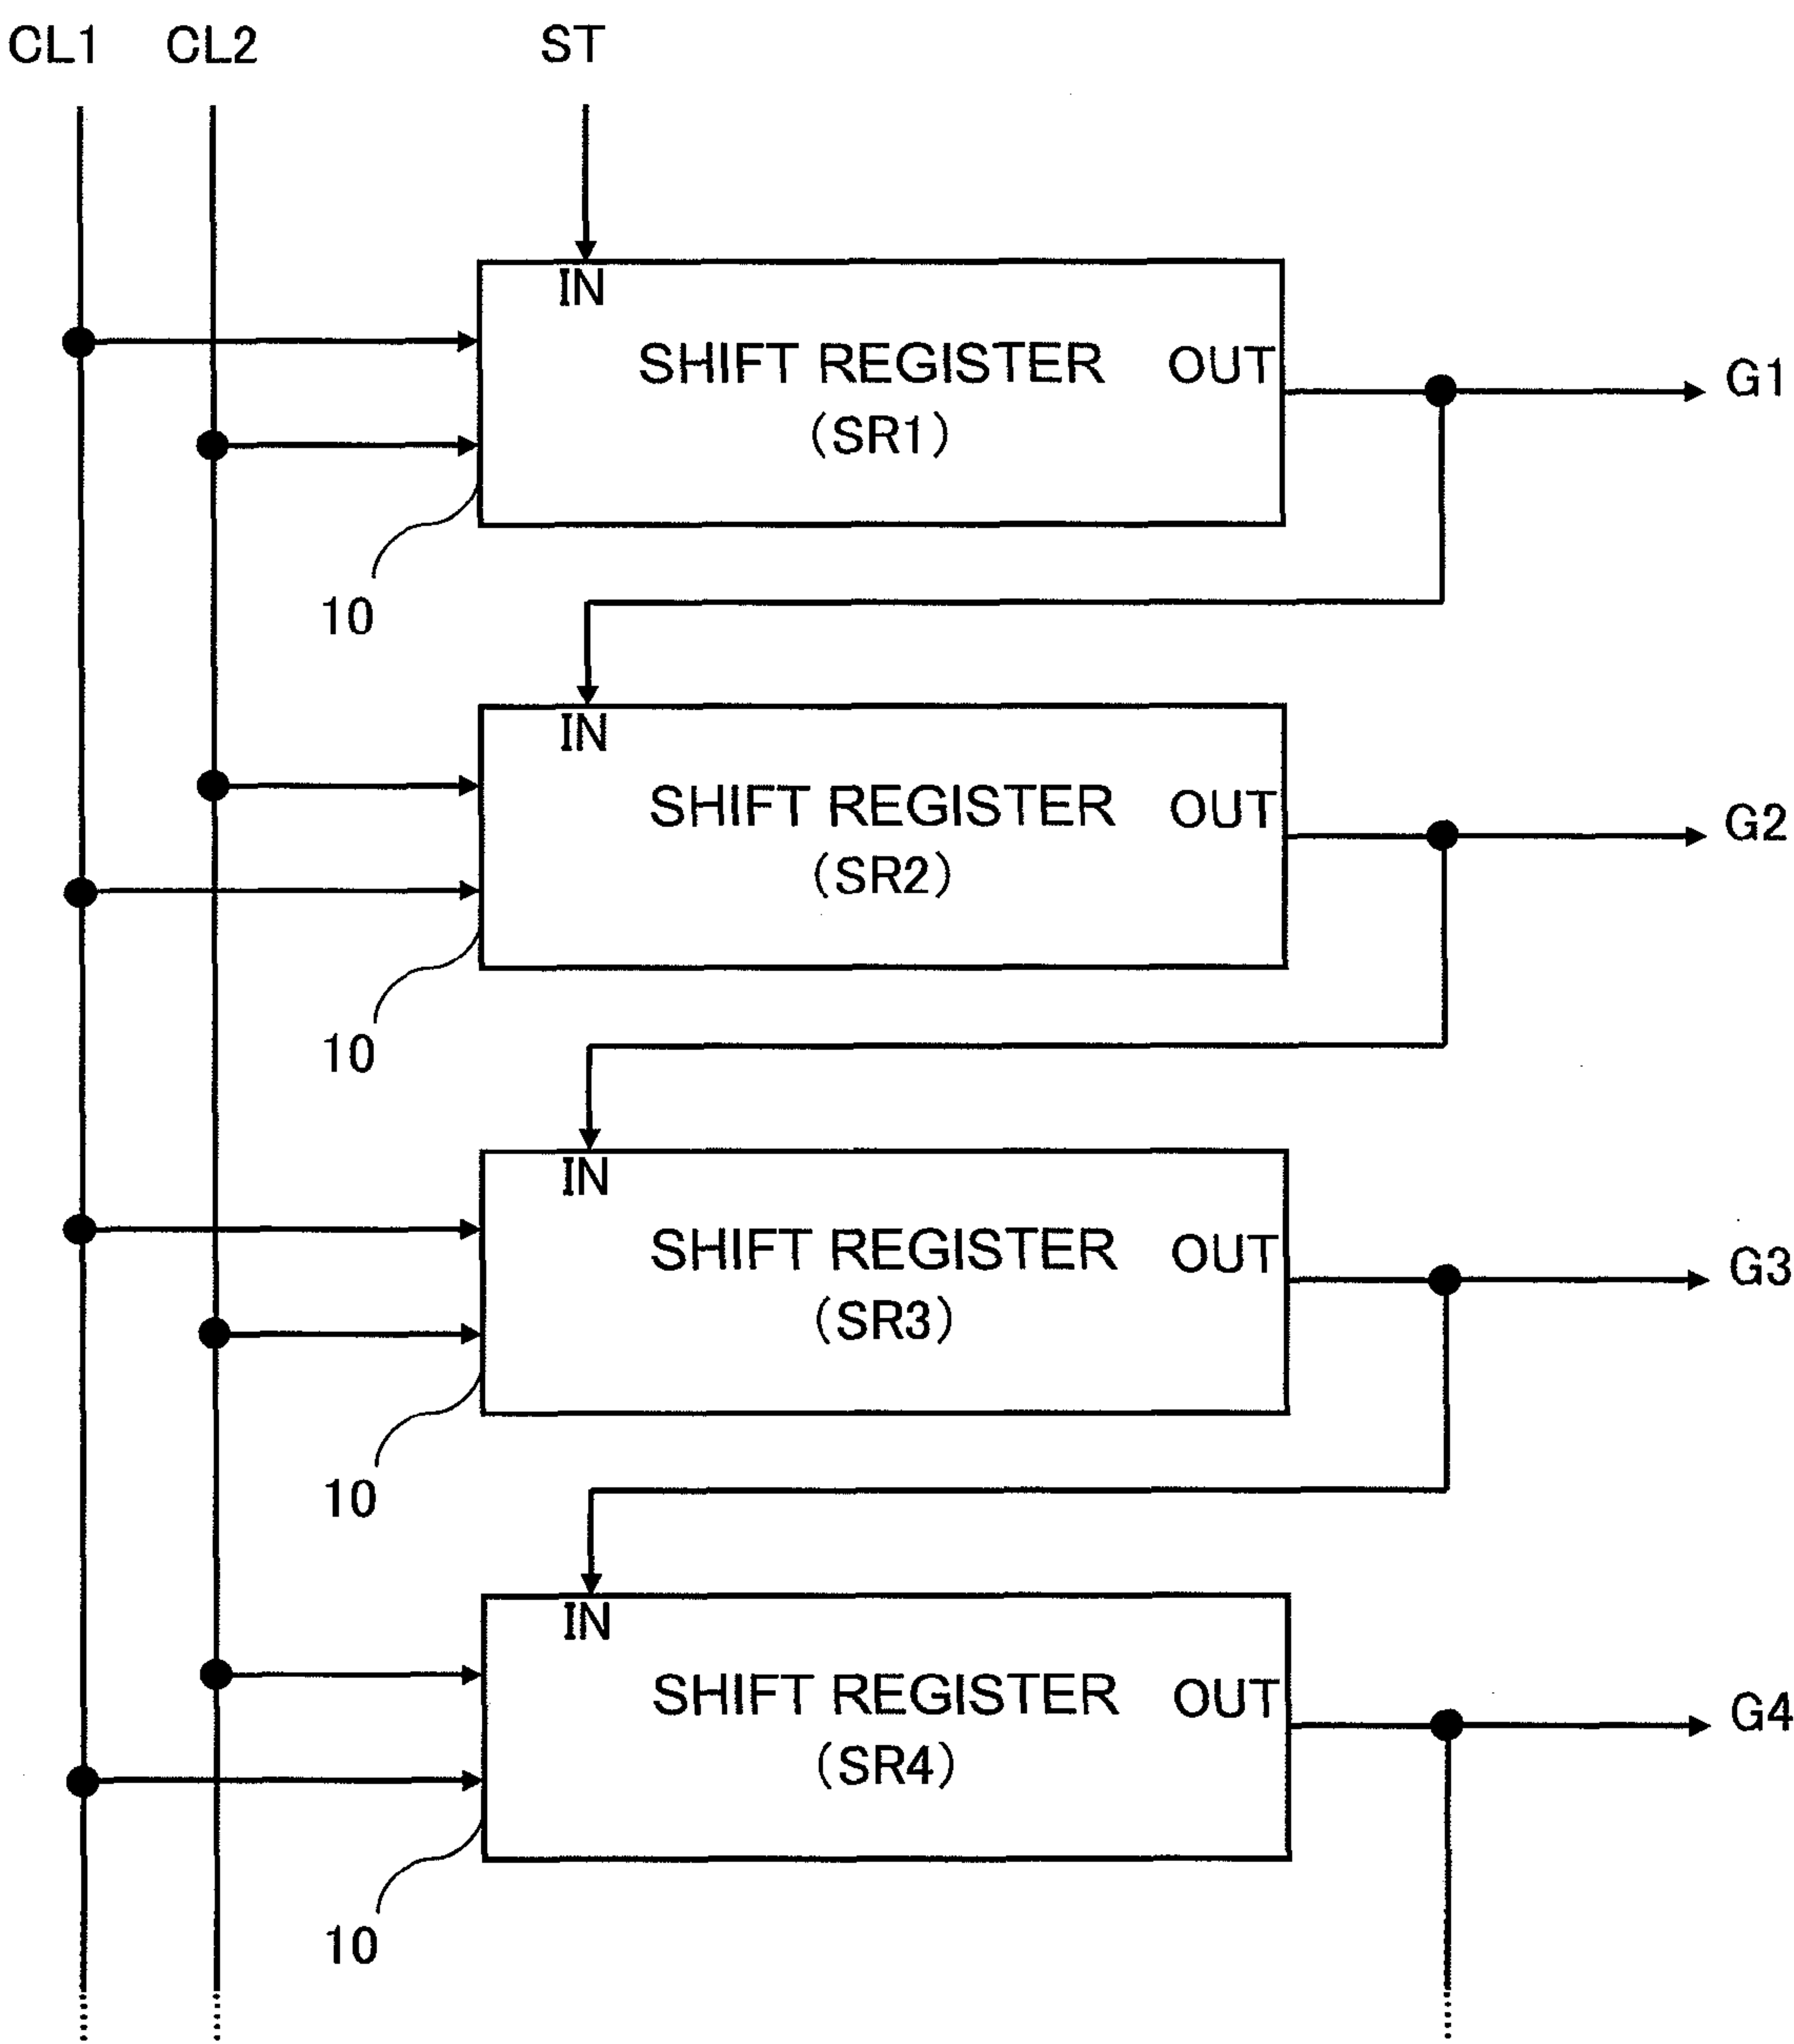 CL1 CL2 ST
IN
SHIFT REGISTER OUT
(SR1)
G1
10
IN
SHIFT REGISTER OUT
(SR2)
G2
10
IN
SHIFT REGISTER OUT
(SR3)
G3
10
IN
SHIFT REGISTER OUT
(SR4)
G4
10